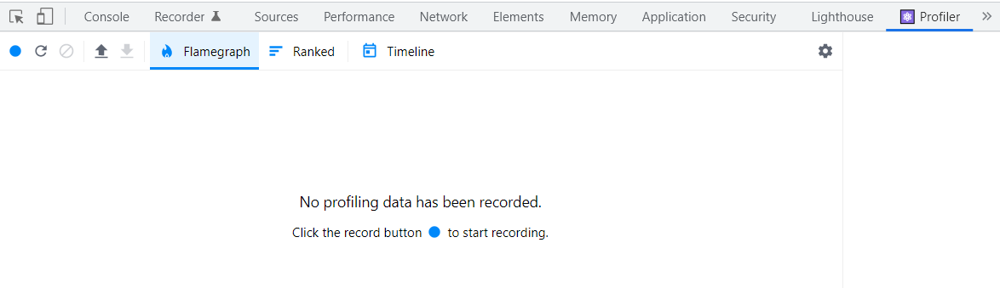 Console Recorder Sources Performance Network Elements Memory Application Security Lighthouse Profiler
Flamegraph Ranked Timeline
No profiling data has been recorded.
Click the record button to start recording.